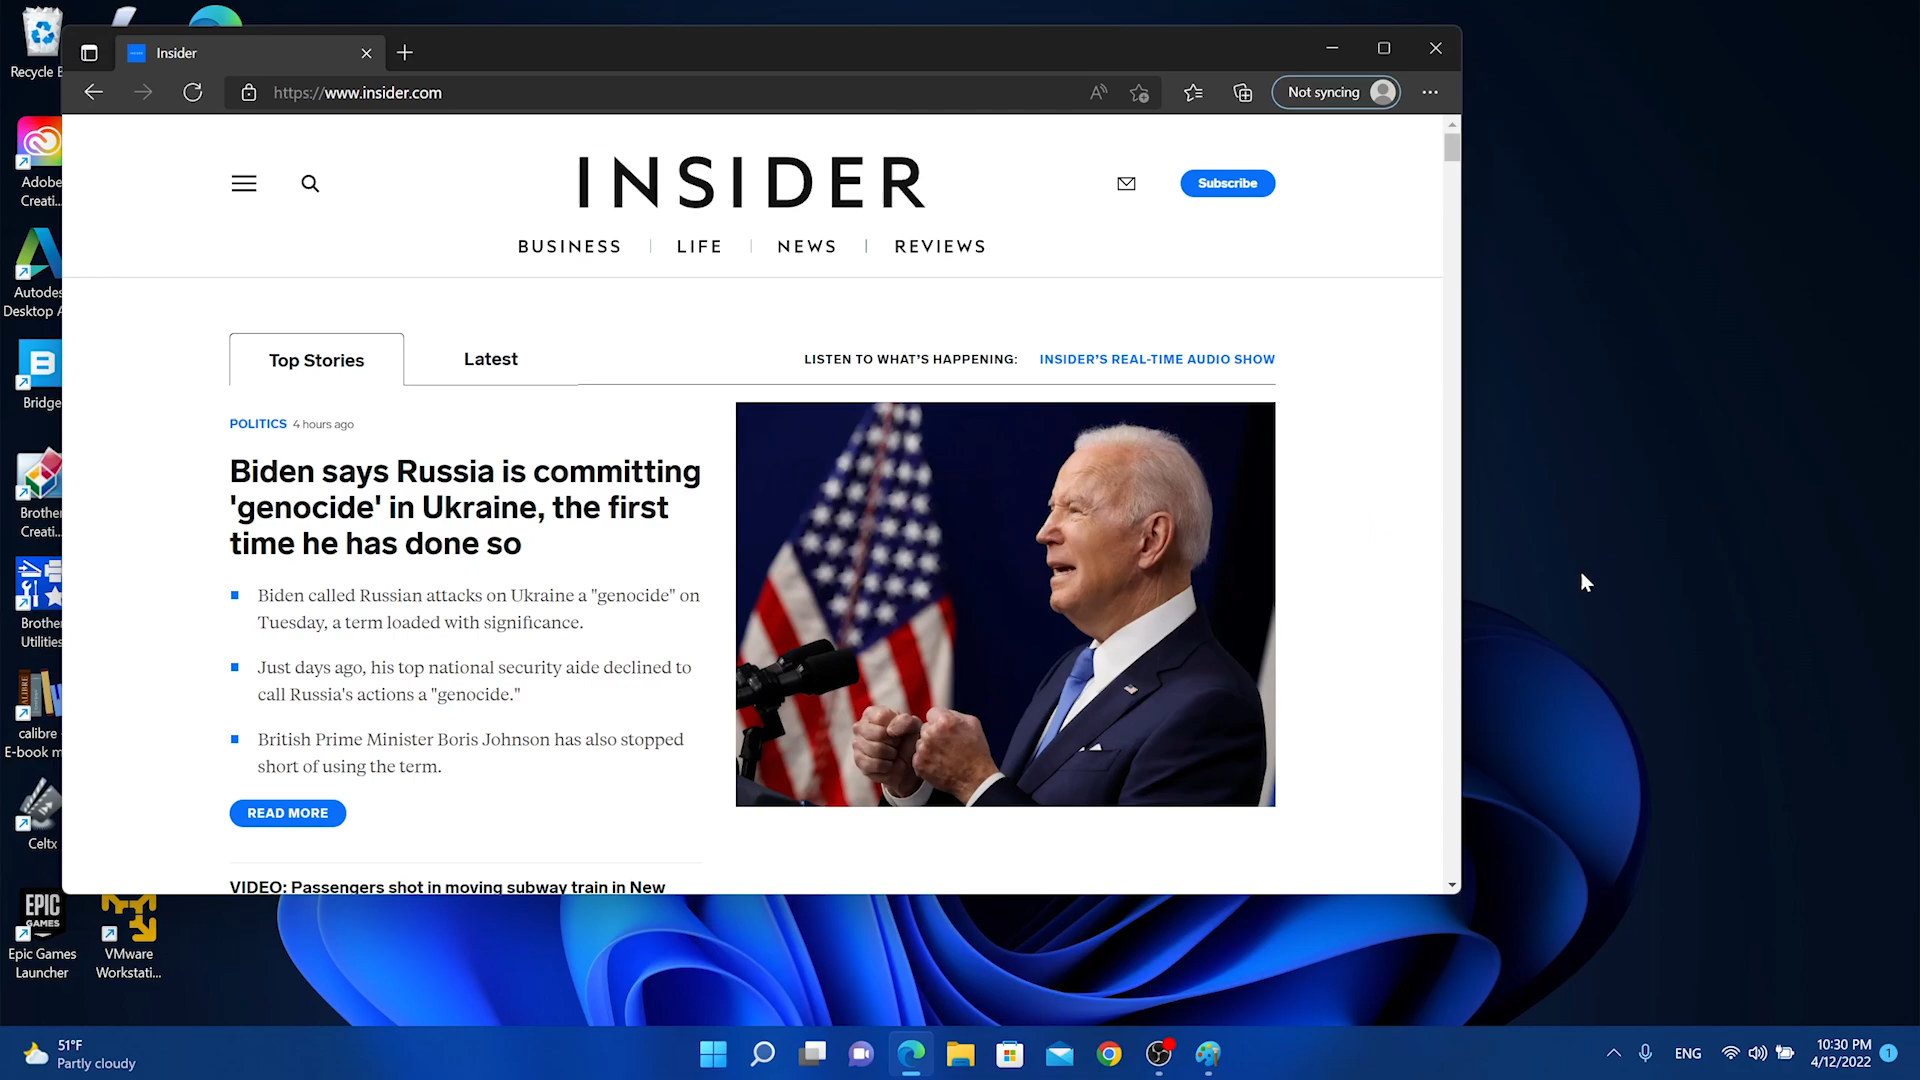 Recycle B
Insider
https://www.insider.com
Not syncing
Adobe
Creati...
Autodes
Desktop A
Bridge
Brother
Creati...
Brother
Utilities
calibre -
E-book m
Celtx
EPIC
GAMES
Epic Games
Launcher
VMware
Workstati...
INSIDER
Subscribe
BUSINESS
LIFE
NEWS
REVIEWS
Top Stories
Latest
LISTEN TO WHAT'S HAPPENING:
INSIDER'S REAL-TIME AUDIO SHOW
POLITICS 4 hours ago
Biden says Russia is committing
'genocide' in Ukraine, the first
time he has done so
Biden called Russian attacks on Ukraine a "genocide" on
Tuesday, a term loaded with significance.
Just days ago, his top national security aide declined to
call Russia's actions a "genocide."
British Prime Minister Boris Johnson has also stopped
short of using the term.
READ MORE
VIDEO: Passengers shot in moving subway train in New
51°F
Partly cloudy
ENG
10:30 PM
4/12/2022
1